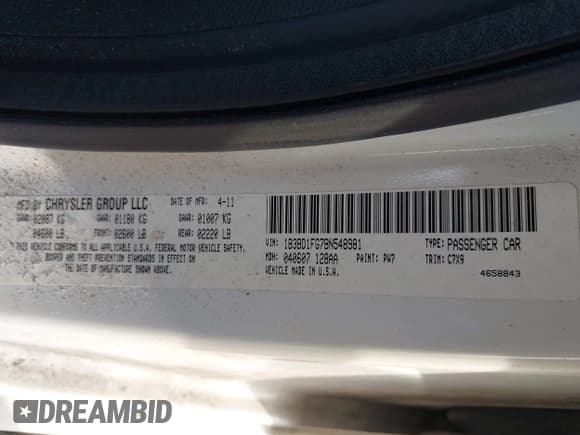 MFD BY CHRYSLER GROUP LLC DATE OF MFR: 4-11
GVWR: 02087 KG GAWR: 01180 KG GAWR: 01007 KG
04600 LB FRONT: 02600 LB REAR: 02220 LB
THIS VEHICLE CONFORMS TO ALL APPLICABLE U.S.A. FEDERAL MOTOR VEHICLE SAFETY,
BUMPER AND THEFT PREVENTION STANDARDS IN EFFECT ON
THE DATE OF MANUFACTURE SHOWN ABOVE.
VIN: 1B3BD1FG7BN548981 TYPE: PASSENGER CAR
MDH: 040607 128AA PAINT: PW7 TRIM: C7X9
MADE IN U.S.A.
4658843
DREAMBID